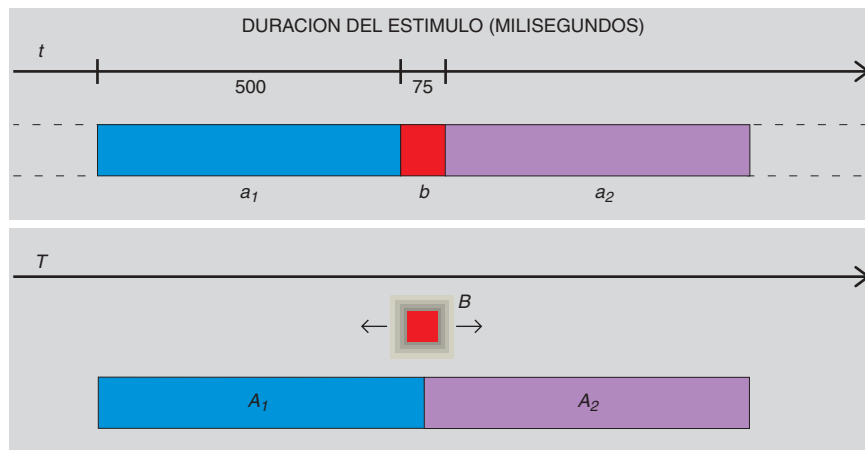 DURACION DEL ESTIMULO (MILISEGUNDOS)
t
500 75
a1 b a2
T
B
A1 A2